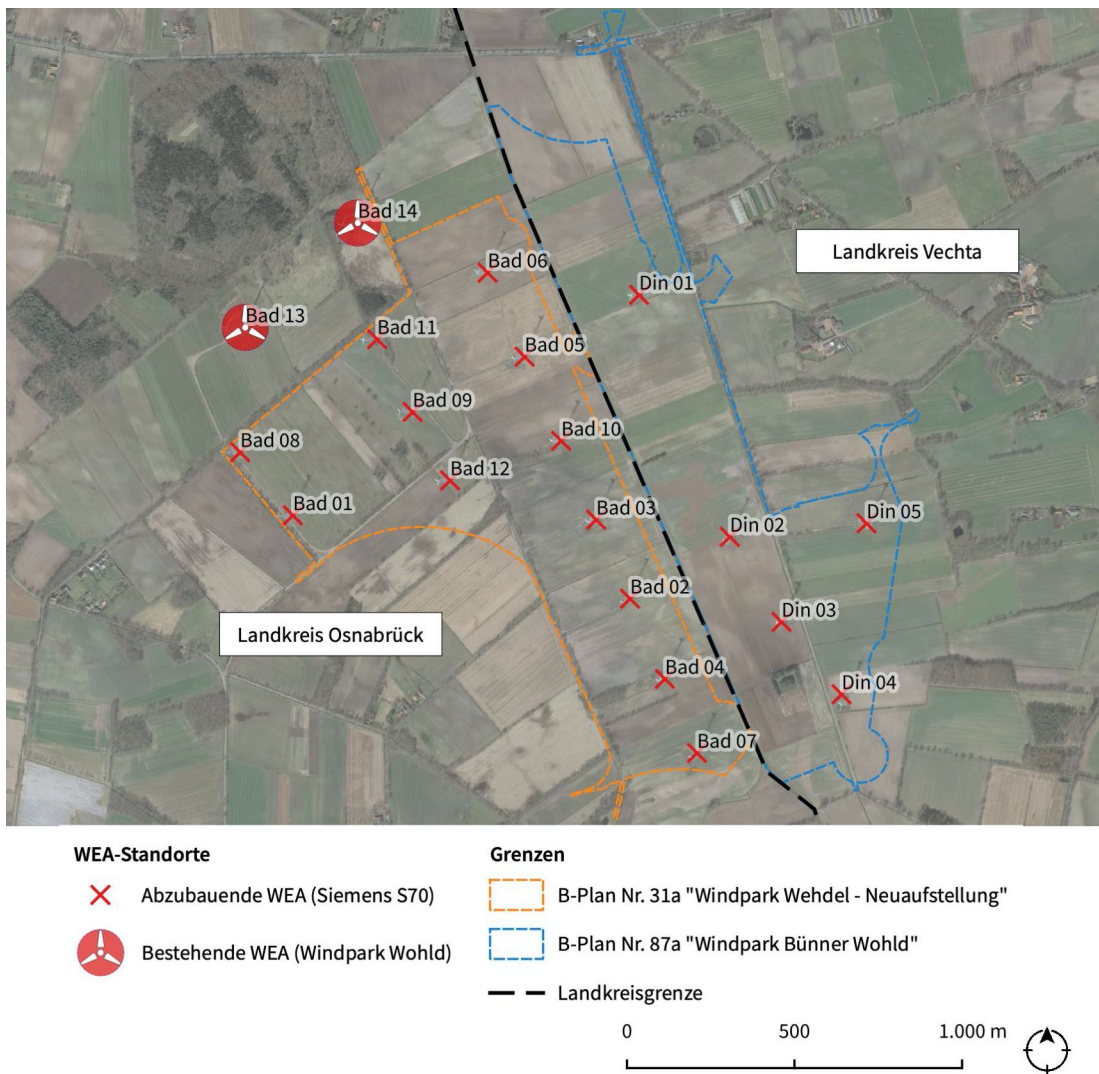 Bad 14
Landkreis Vechta
Bad 06
Din 01
Bad 13
Bad 11
Bad 05
Bad 09
Bad 10
Bad 08
Bad 12
Bad 01
Bad 03
Din 02
Din 05
Bad 02
Din 03
Landkreis Osnabrück
Bad 04
Din 04
Bad 07
WEA-Standorte
Abzubauende WEA (Siemens S70)
Bestehende WEA (Windpark Wohld)
Grenzen
B-Plan Nr. 31a "Windpark Wehdel - Neuaufstellung"
B-Plan Nr. 87a "Windpark Bünner Wohld"
Landkreisgrenze
0 500 1.000 m